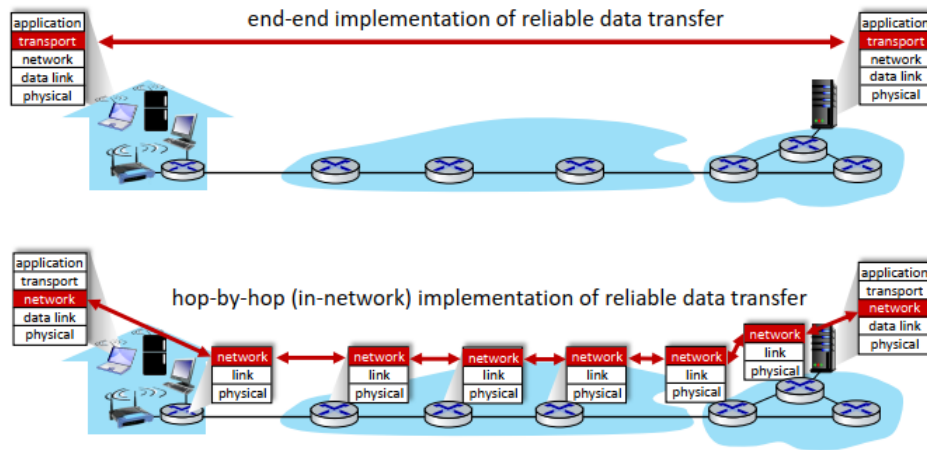 end-end implementation of reliable data transfer
application
transport
network
data link
physical
application
transport
network
data link
physical
hop-by-hop (in-network) implementation of reliable data transfer
application
transport
network
data link
physical
network
link
physical
network
link
physical
network
link
physical
network
link
physical
network
link
physical
network
link
physical
application
transport
network
data link
physical